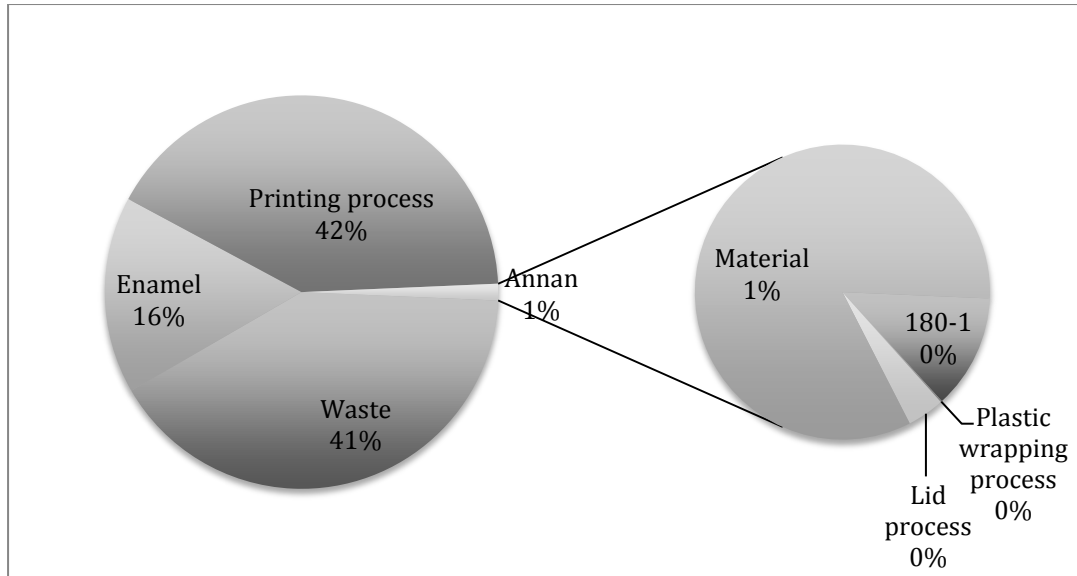 Printing process
42%
Enamel
16%
Waste
41%
Annan
1%
Material
1%
180-1
0%
Plastic
wrapping
process
0%
Lid
process
0%